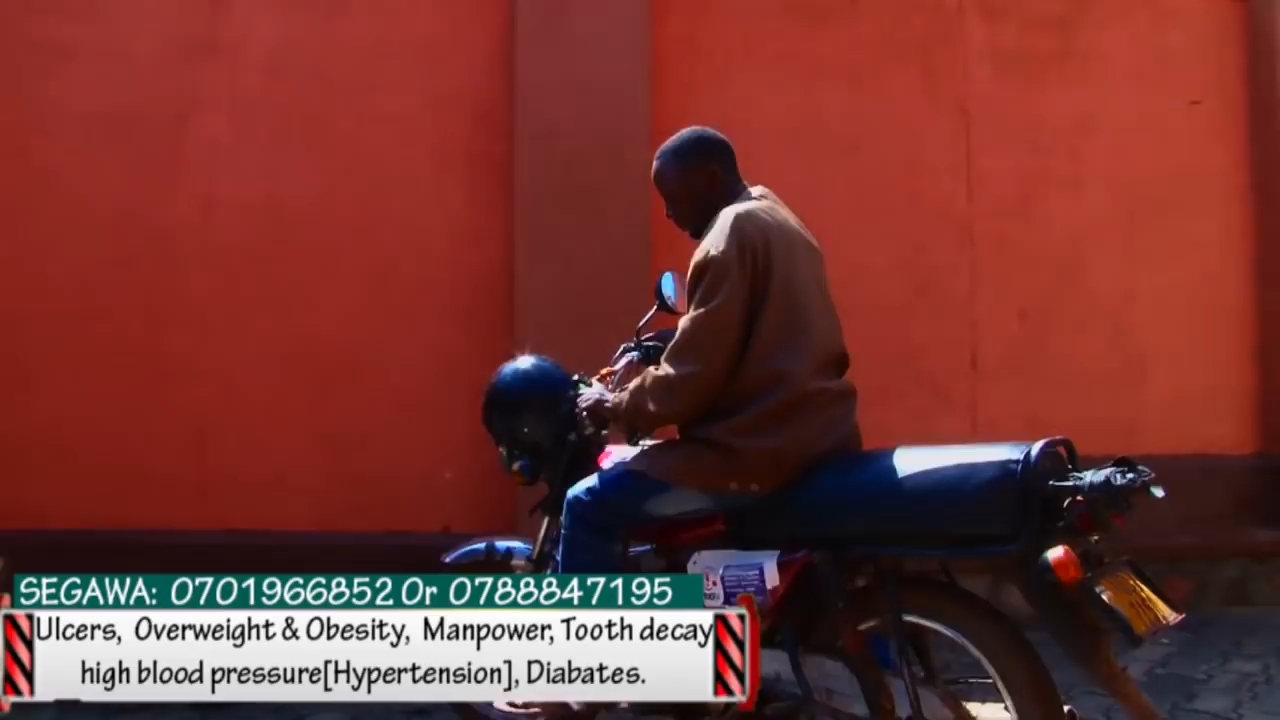 SEGAWA: 0701966852 Or 0788847195
Ulcers, Overweight & Obesity, Manpower, Tooth decay
high blood pressure[Hypertension], Diabates.